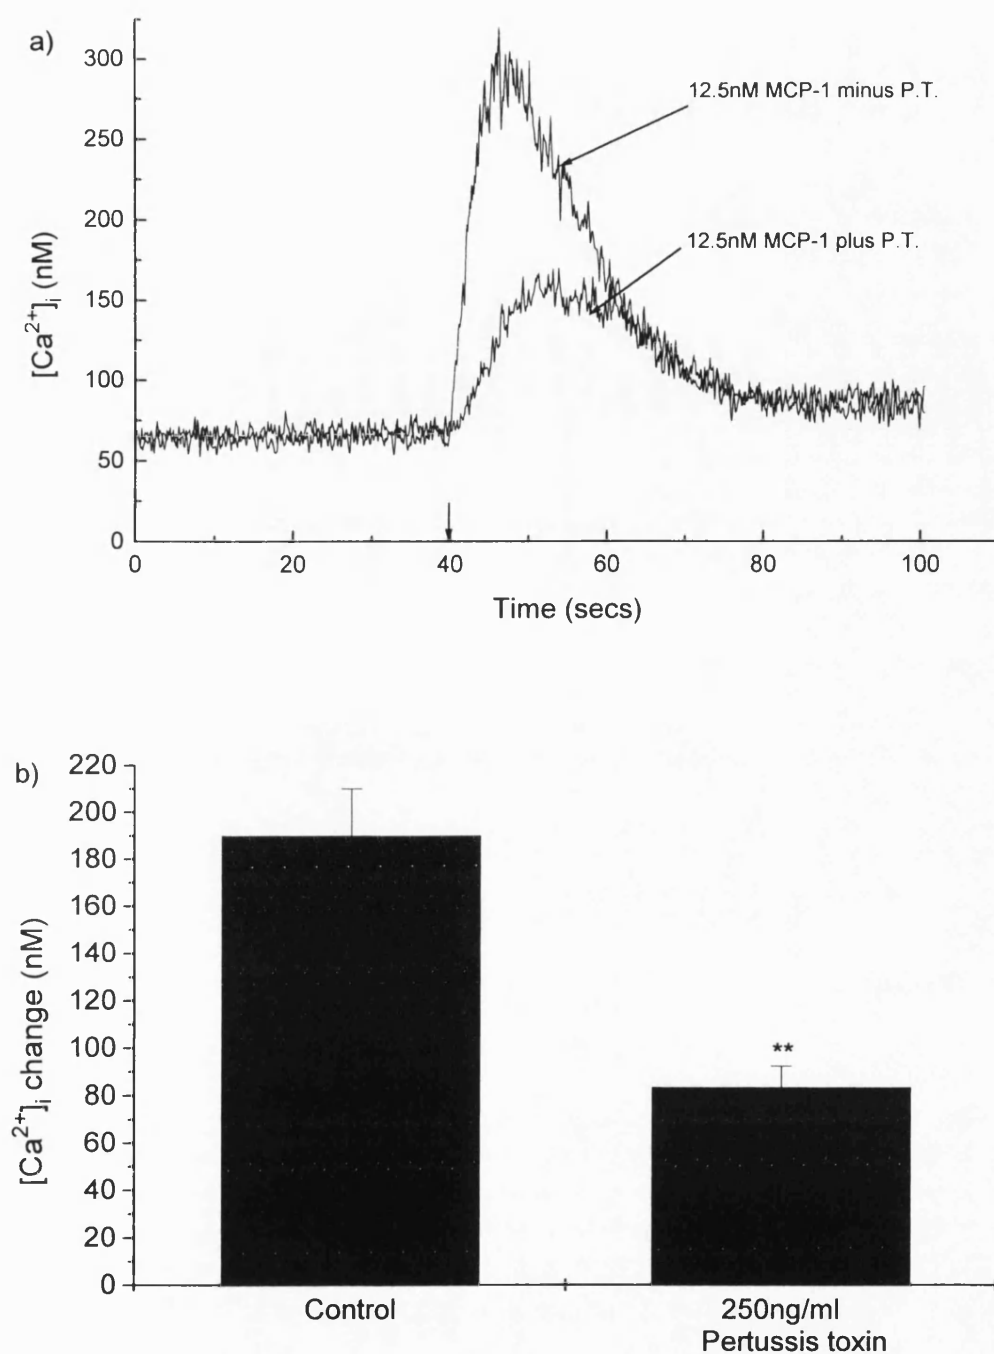 a)
300
250
200
150
100
50
0
[Ca2+]i (nM)
12.5nM MCP-1 minus P.T.
12.5nM MCP-1 plus P.T.
0 20 40 60 80 100
Time (secs)
b)
220
200
180
160
140
120
100
80
60
40
20
0
[Ca2+]i change (nM)
**
Control
250ng/ml
Pertussis toxin